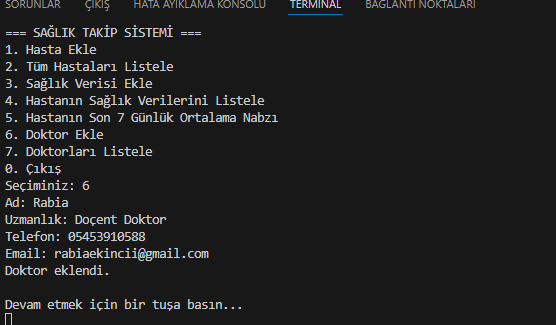 SORUNLAR ÇIKIŞ HATA AYIKLAMA KONSOLU TERMINAL BAĞLANTI NOKTALARI
=== SAĞLIK TAKİP SİSTEMİ ===
1. Hasta Ekle
2. Tüm Hastaları Listele
3. Sağlık Verisi Ekle
4. Hastanın Sağlık Verilerini Listele
5. Hastanın Son 7 Günlük Ortalama Nabzı
6. Doktor Ekle
7. Doktorları Listele
0. Çıkış
Seçiminiz: 6
Ad: Rabia
Uzmanlık: Doçent Doktor
Telefon: 05453910588
Email: rabiaekincii@gmail.com
Doktor eklendi.
Devam etmek için bir tuşa basın...